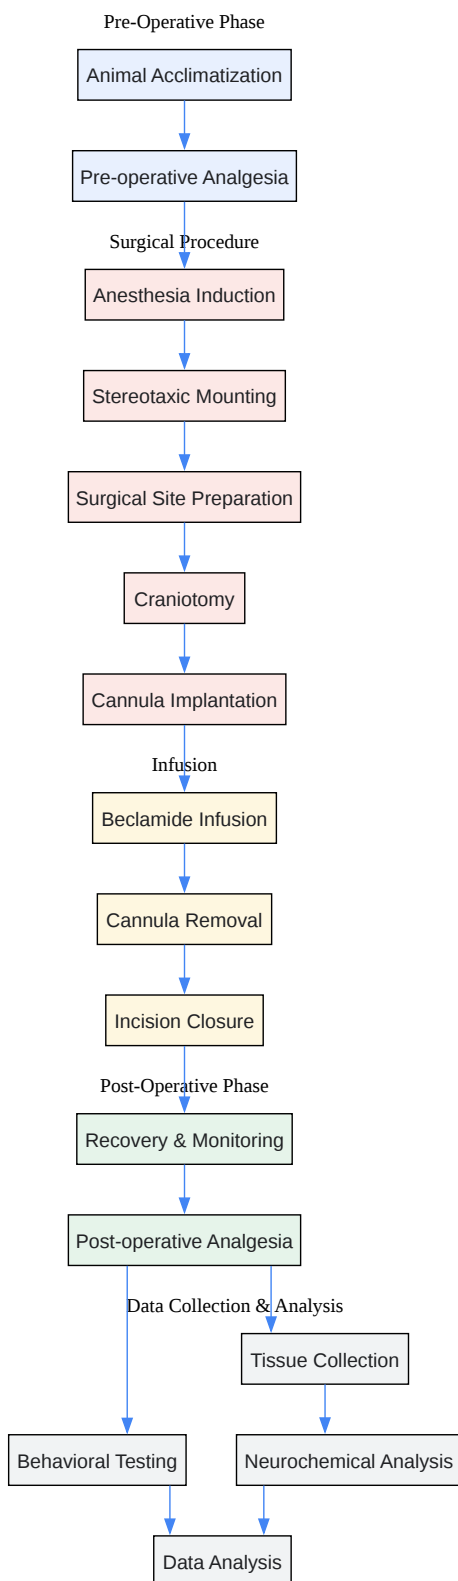 Pre-Operative Phase
Animal Acclimatization
Pre-operative Analgesia
Surgical Procedure
Anesthesia Induction
Stereotaxic Mounting
Surgical Site Preparation
Craniotomy
Cannula Implantation
Infusion
Beclamide Infusion
Cannula Removal
Incision Closure
Post-Operative Phase
Recovery & Monitoring
Post-operative Analgesia
Data Collection & Analysis
Tissue Collection
Behavioral Testing
Neurochemical Analysis
Data Analysis